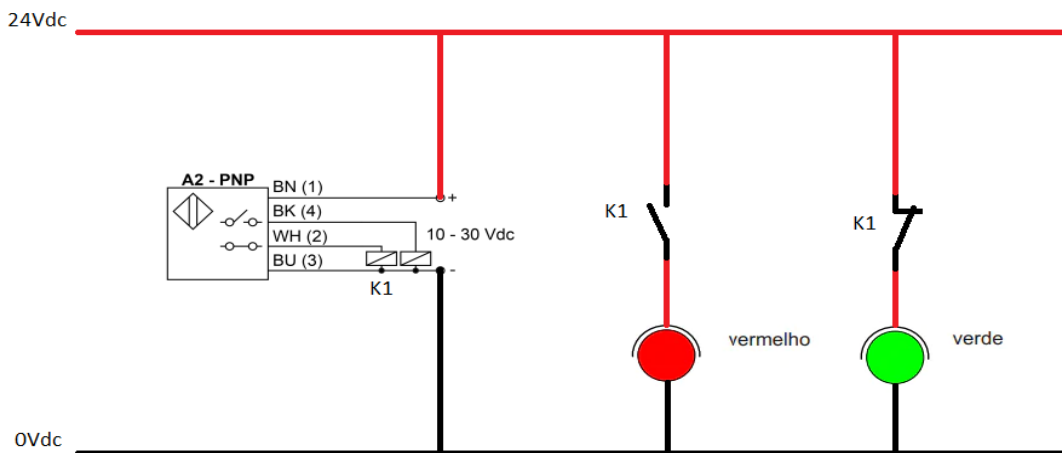 24Vdc
A2 - PNP
BN (1)
+
BK (4)
10 - 30 Vdc
WH (2)
BU (3)
-
K1
K1
K1
vermelho
verde
0Vdc